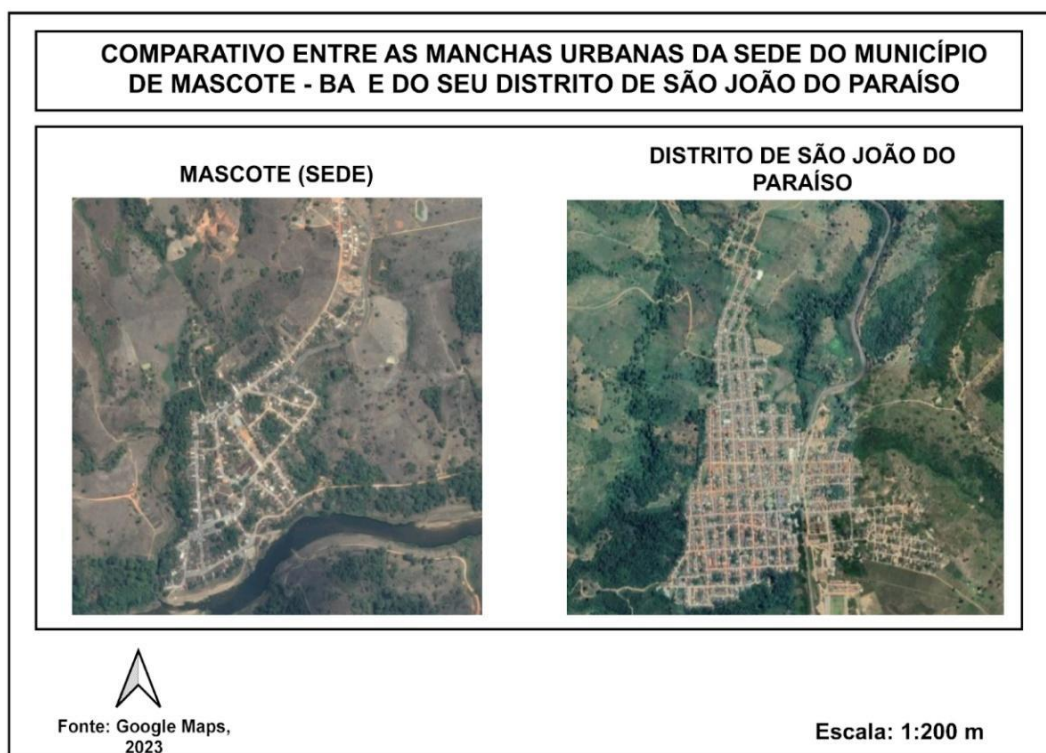 COMPARATIVO ENTRE AS MANCHAS URBANAS DA SEDE DO MUNICÍPIO
DE MASCOTE - BA E DO SEU DISTRITO DE SÃO JOÃO DO PARAÍSO
MASCOTE (SEDE)
DISTRITO DE SÃO JOÃO DO
PARAÍSO
Fonte: Google Maps,
2023
Escala: 1:200 m